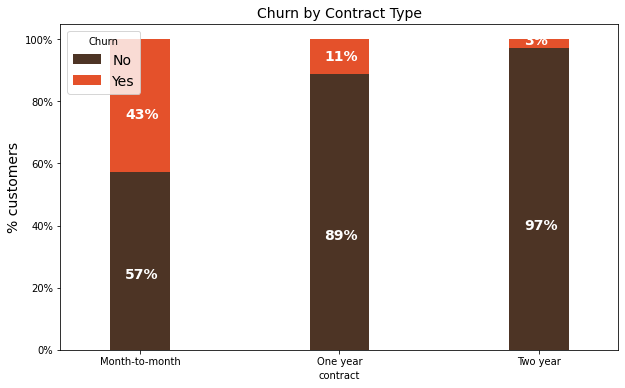 Churn by Contract Type
100%
80%
60%
40%
20%
0%
% customers
Churn
No
Yes
43%
57%
11%
89%
3%
97%
Month-to-month
One year
Two year
contract